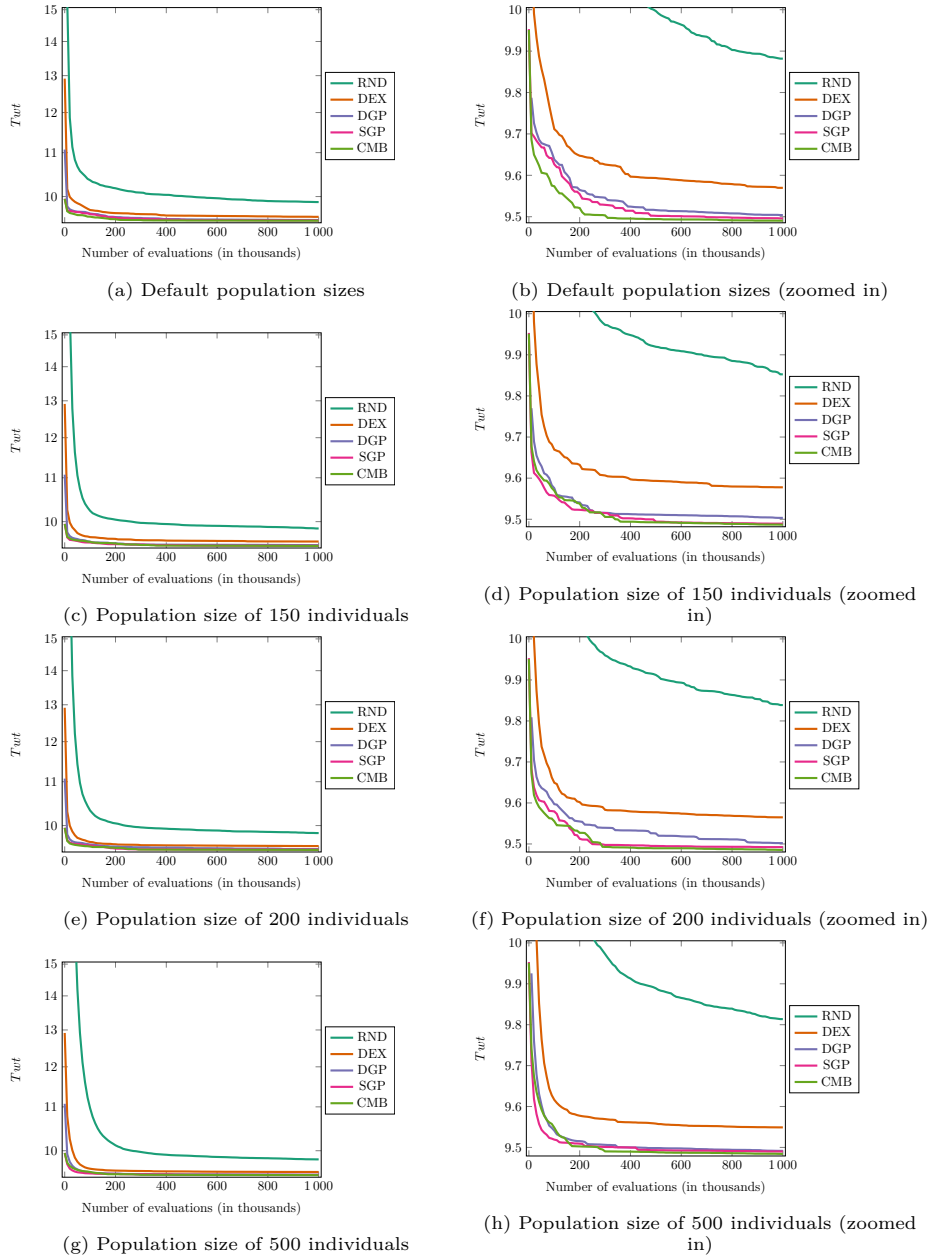 15
14
13
12
11
10
Twt
0
200
400
600
800
1 000
Number of evaluations (in thousands)
RND
DEX
DGP
SGP
CMB
(a) Default population sizes
10
9.9
9.8
9.7
9.6
9.5
Twt
0
200
400
600
800
1 000
Number of evaluations (in thousands)
RND
DEX
DGP
SGP
CMB
(b) Default population sizes (zoomed in)
15
14
13
12
11
10
Twt
0
200
400
600
800
1 000
Number of evaluations (in thousands)
RND
DEX
DGP
SGP
CMB
(c) Population size of 150 individuals
10
9.9
9.8
9.7
9.6
9.5
Twt
0
200
400
600
800
1 000
Number of evaluations (in thousands)
RND
DEX
DGP
SGP
CMB
(d) Population size of 150 individuals (zoomed
in)
15
14
13
12
11
10
Twt
0
200
400
600
800
1 000
Number of evaluations (in thousands)
RND
DEX
DGP
SGP
CMB
(e) Population size of 200 individuals
10
9.9
9.8
9.7
9.6
9.5
Twt
0
200
400
600
800
1 000
Number of evaluations (in thousands)
RND
DEX
DGP
SGP
CMB
(f) Population size of 200 individuals (zoomed in)
15
14
13
12
11
10
Twt
0
200
400
600
800
1 000
Number of evaluations (in thousands)
RND
DEX
DGP
SGP
CMB
(g) Population size of 500 individuals
10
9.9
9.8
9.7
9.6
9.5
Twt
0
200
400
600
800
1 000
Number of evaluations (in thousands)
RND
DEX
DGP
SGP
CMB
(h) Population size of 500 individuals (zoomed
in)